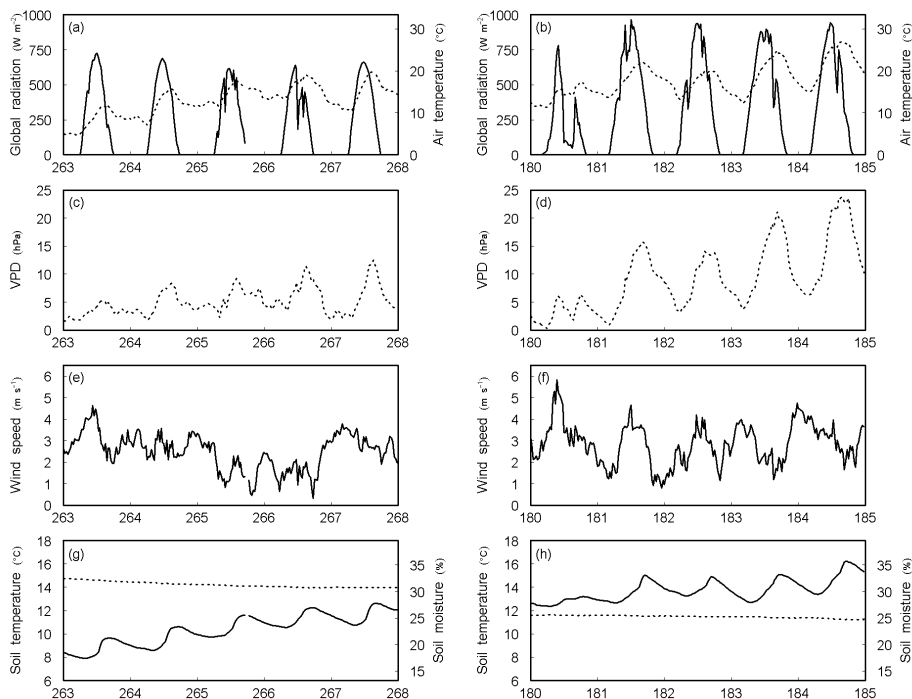 (a)
Global radiation (W m⁻²)
1000
750
500
250
0
Air temperature (°C)
30
20
10
0
263 264 265 266 267 268
(b)
Global radiation (W m⁻²)
1000
750
500
250
0
Air temperature (°C)
30
20
10
0
180 181 182 183 184 185
(c)
VPD (hPa)
25
20
15
10
5
0
263 264 265 266 267 268
(d)
VPD (hPa)
25
20
15
10
5
0
180 181 182 183 184 185
(e)
Wind speed (m s⁻¹)
6
5
4
3
2
1
0
263 264 265 266 267 268
(f)
Wind speed (m s⁻¹)
6
5
4
3
2
1
0
180 181 182 183 184 185
(g)
Soil temperature (°C)
18
16
14
12
10
8
6
Soil moisture (%)
35
30
25
20
15
263 264 265 266 267 268
(h)
Soil temperature (°C)
18
16
14
12
10
8
6
Soil moisture (%)
35
30
25
20
15
180 181 182 183 184 185